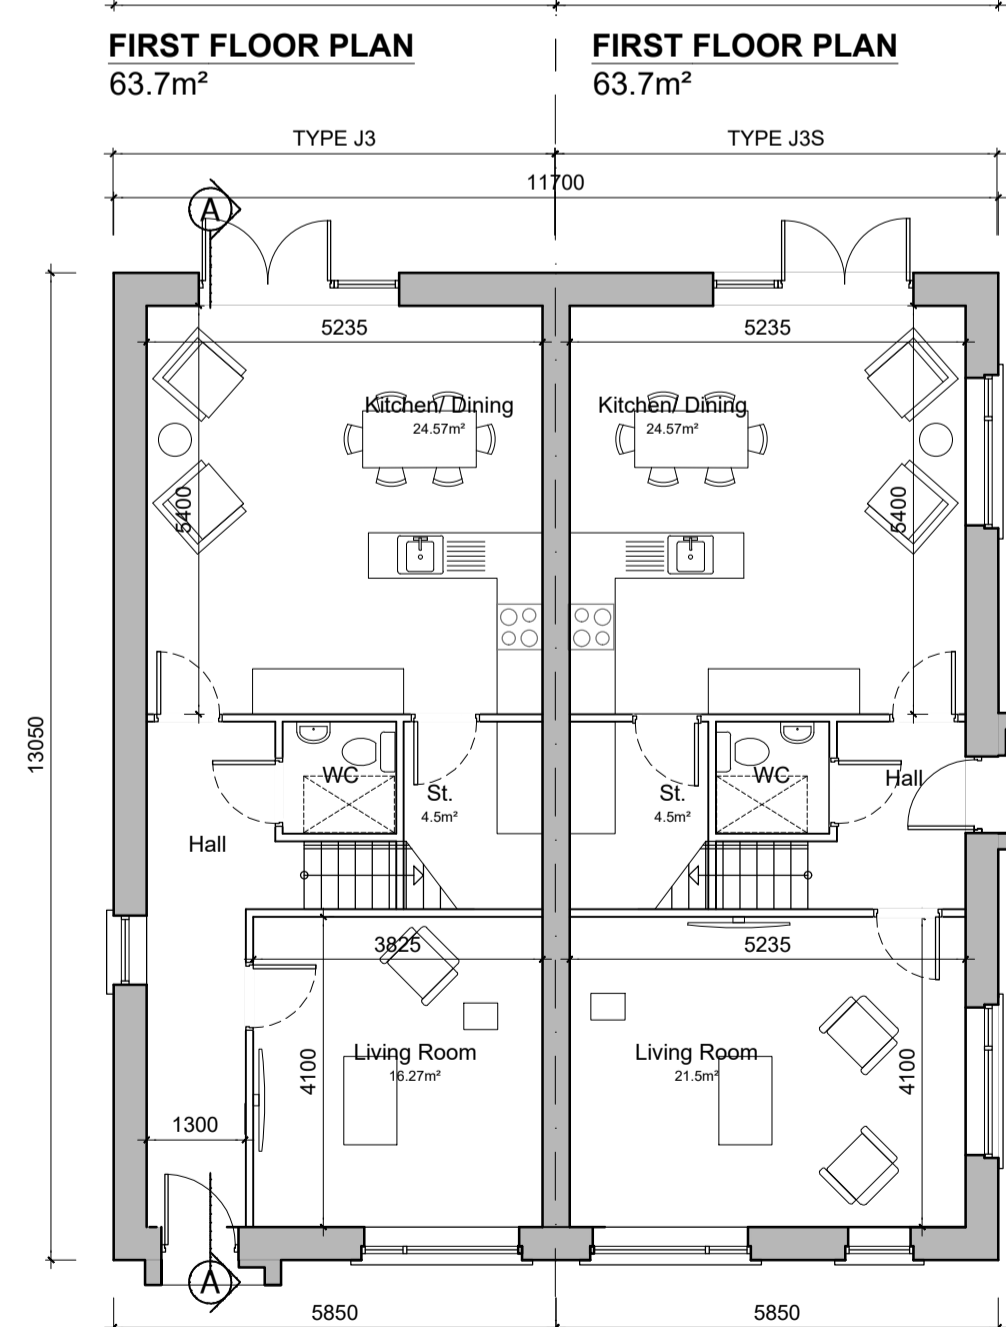 FIRST FLOOR PLAN FIRST FLOOR PLAN
63.7m² 63.7m²
TYPE J3 TYPE J3S
11700
A
5235 5235
Kitchen/ Dining Kitchen/ Dining
24.57m² 24.57m²
5400 5400
13050
WC WC
St. St. Hall
4.5m² 4.5m²
Hall
3825 5235
Living Room Living Room
16.27m² 21.5m²
4100 4100
1300
A
5850 5850